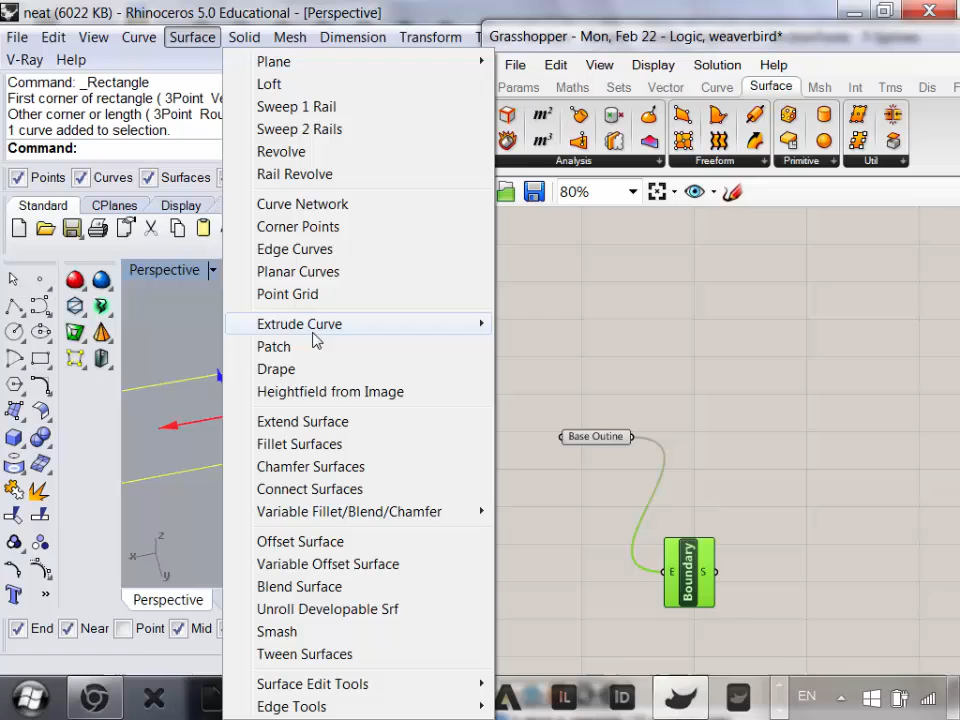 neat (6022 KB) - Rhinoceros 5.0 Educational - [Perspective]
File Edit View Curve Surface Solid Mesh Dimension Transform
V-Ray Help
Command: _Rectangle
First corner of rectangle ( 3Point Ve
Other corner or length ( 3Point Rou
1 curve added to selection.
Command:
Points Curves Surfaces
Standard CPlanes Display
Perspective
Plane
Loft
Sweep 1 Rail
Sweep 2 Rails
Revolve
Rail Revolve
Curve Network
Corner Points
Edge Curves
Planar Curves
Point Grid
Extrude Curve
Patch
Drape
Heightfield from Image
Extend Surface
Fillet Surfaces
Chamfer Surfaces
Connect Surfaces
Variable Fillet/Blend/Chamfer
Offset Surface
Variable Offset Surface
Blend Surface
Unroll Developable Srf
Smash
Tween Surfaces
Surface Edit Tools
Edge Tools
z
x
y
Perspective
End Near Point Mid
Grasshopper - Mon, Feb 22 - Logic, weaverbird*
File Edit View Display Solution Help
Params Maths Sets Vector Curve Surface Msh Int Trns Dis
m² m³
Analysis Freeform Primitive Util
80%
Base Outine
E Boundary S
IL ID
EN